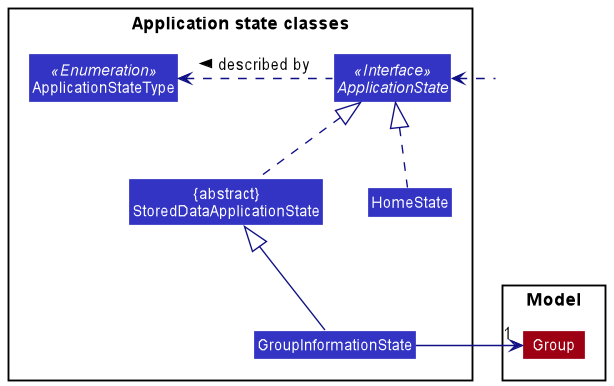 Application state classes
«Enumeration»
ApplicationStateType
◄ described by
«Interface»
ApplicationState
{abstract}
StoredDataApplicationState
HomeState
Model
GroupInformationState
1
Group